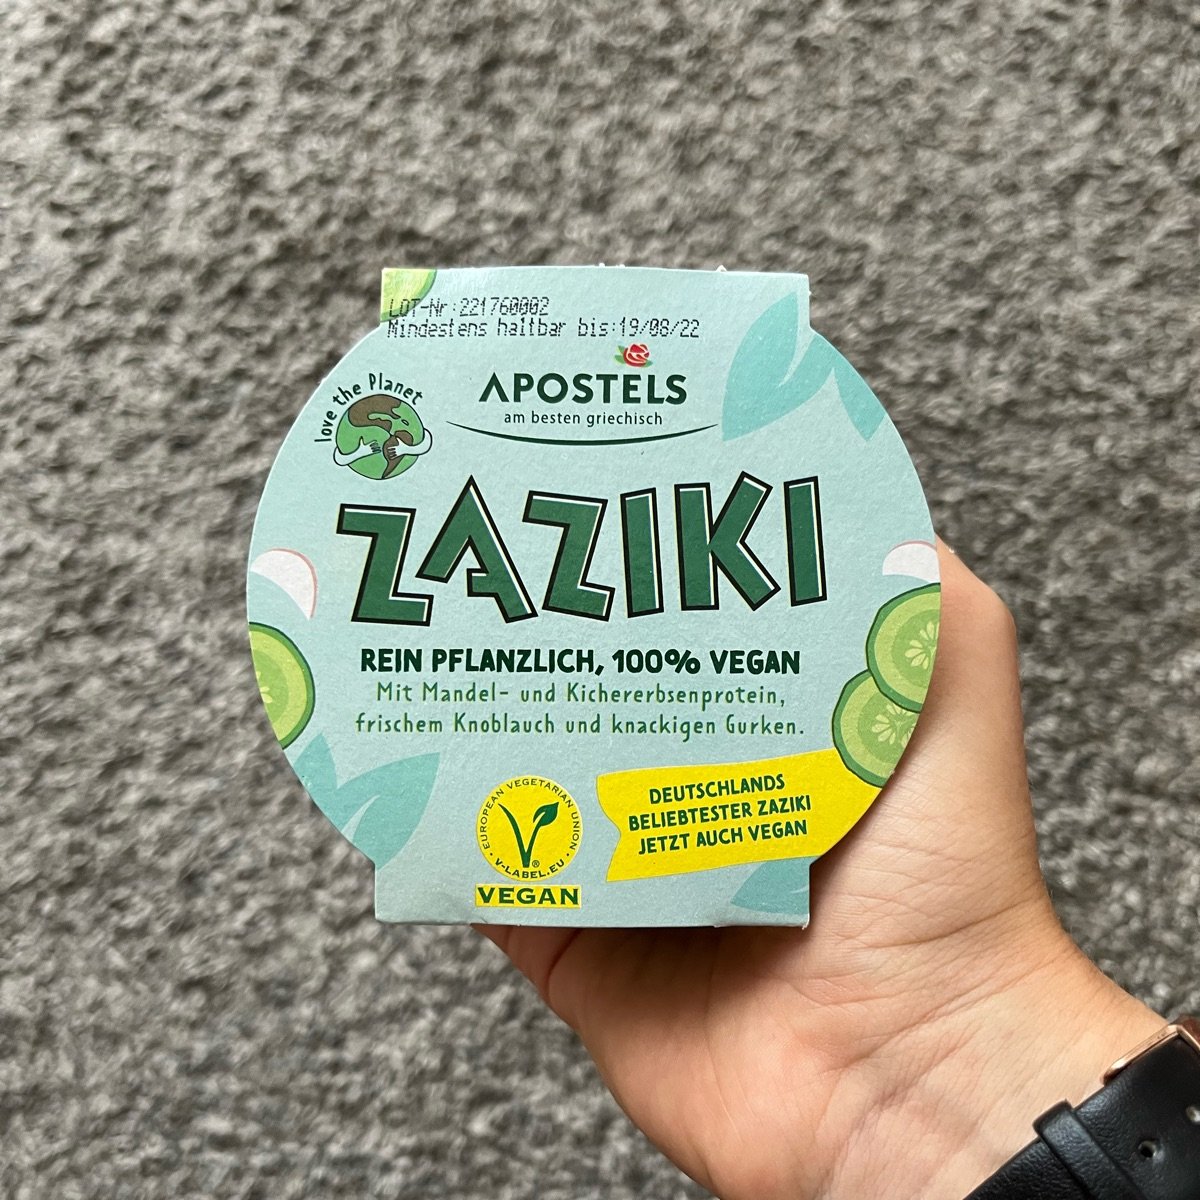 LOT-Nr:221760002
Mindestens haltbar bis:19/08/22
love the Planet
APOSTELS
am besten griechisch
ZAZIKI
REIN PFLANZLICH, 100% VEGAN
Mit Mandel- und Kichererbsenprotein,
frischem Knoblauch und knackigen Gurken.
EUROPEAN VEGETARIAN UNION
V-LABEL.EU
®
VEGAN
DEUTSCHLANDS
BELIEBTESTER ZAZIKI
JETZT AUCH VEGAN